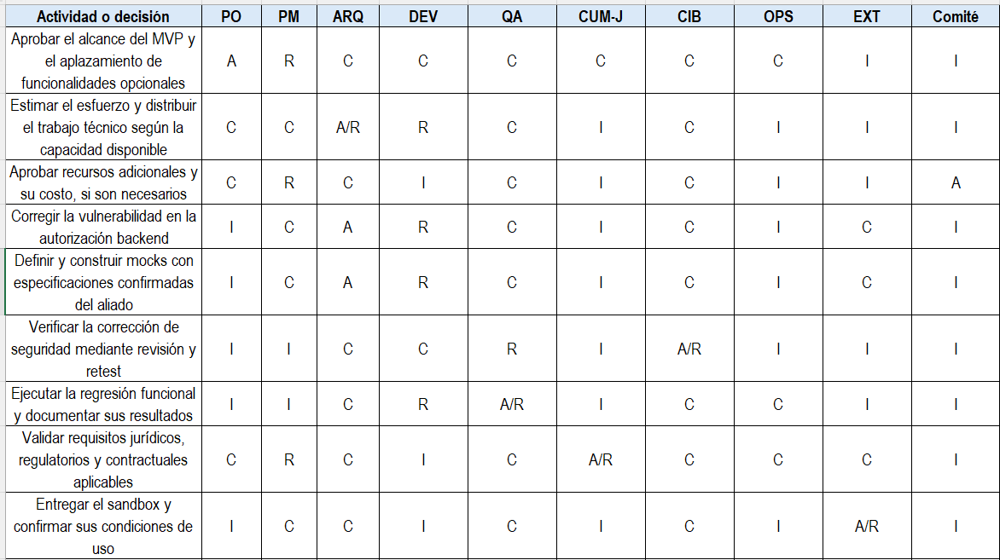 Actividad o decisión PO PM ARQ DEV QA CUM-J CIB OPS EXT Comité
Aprobar el alcance del MVP y
el aplazamiento de A R C C C C C C I I
funcionalidades opcionales
Estimar el esfuerzo y distribuir
el trabajo técnico según la C C A/R R C I C I I I
capacidad disponible
Aprobar recursos adicionales y
su costo, si son necesarios C R C I C I C I I A
Corregir la vulnerabilidad en la
autorización backend I C A R C I C I C I
Definir y construir mocks con
especificaciones confirmadas I C A R C I C I C I
del aliado
Verificar la corrección de
seguridad mediante revisión y I I C C R I A/R I I I
retest
Ejecutar la regresión funcional
y documentar sus resultados I I C R A/R I C C I I
Validar requisitos jurídicos,
regulatorios y contractuales C R C I C A/R C C C I
aplicables
Entregar el sandbox y
confirmar sus condiciones de I C C I C I C I A/R I
uso